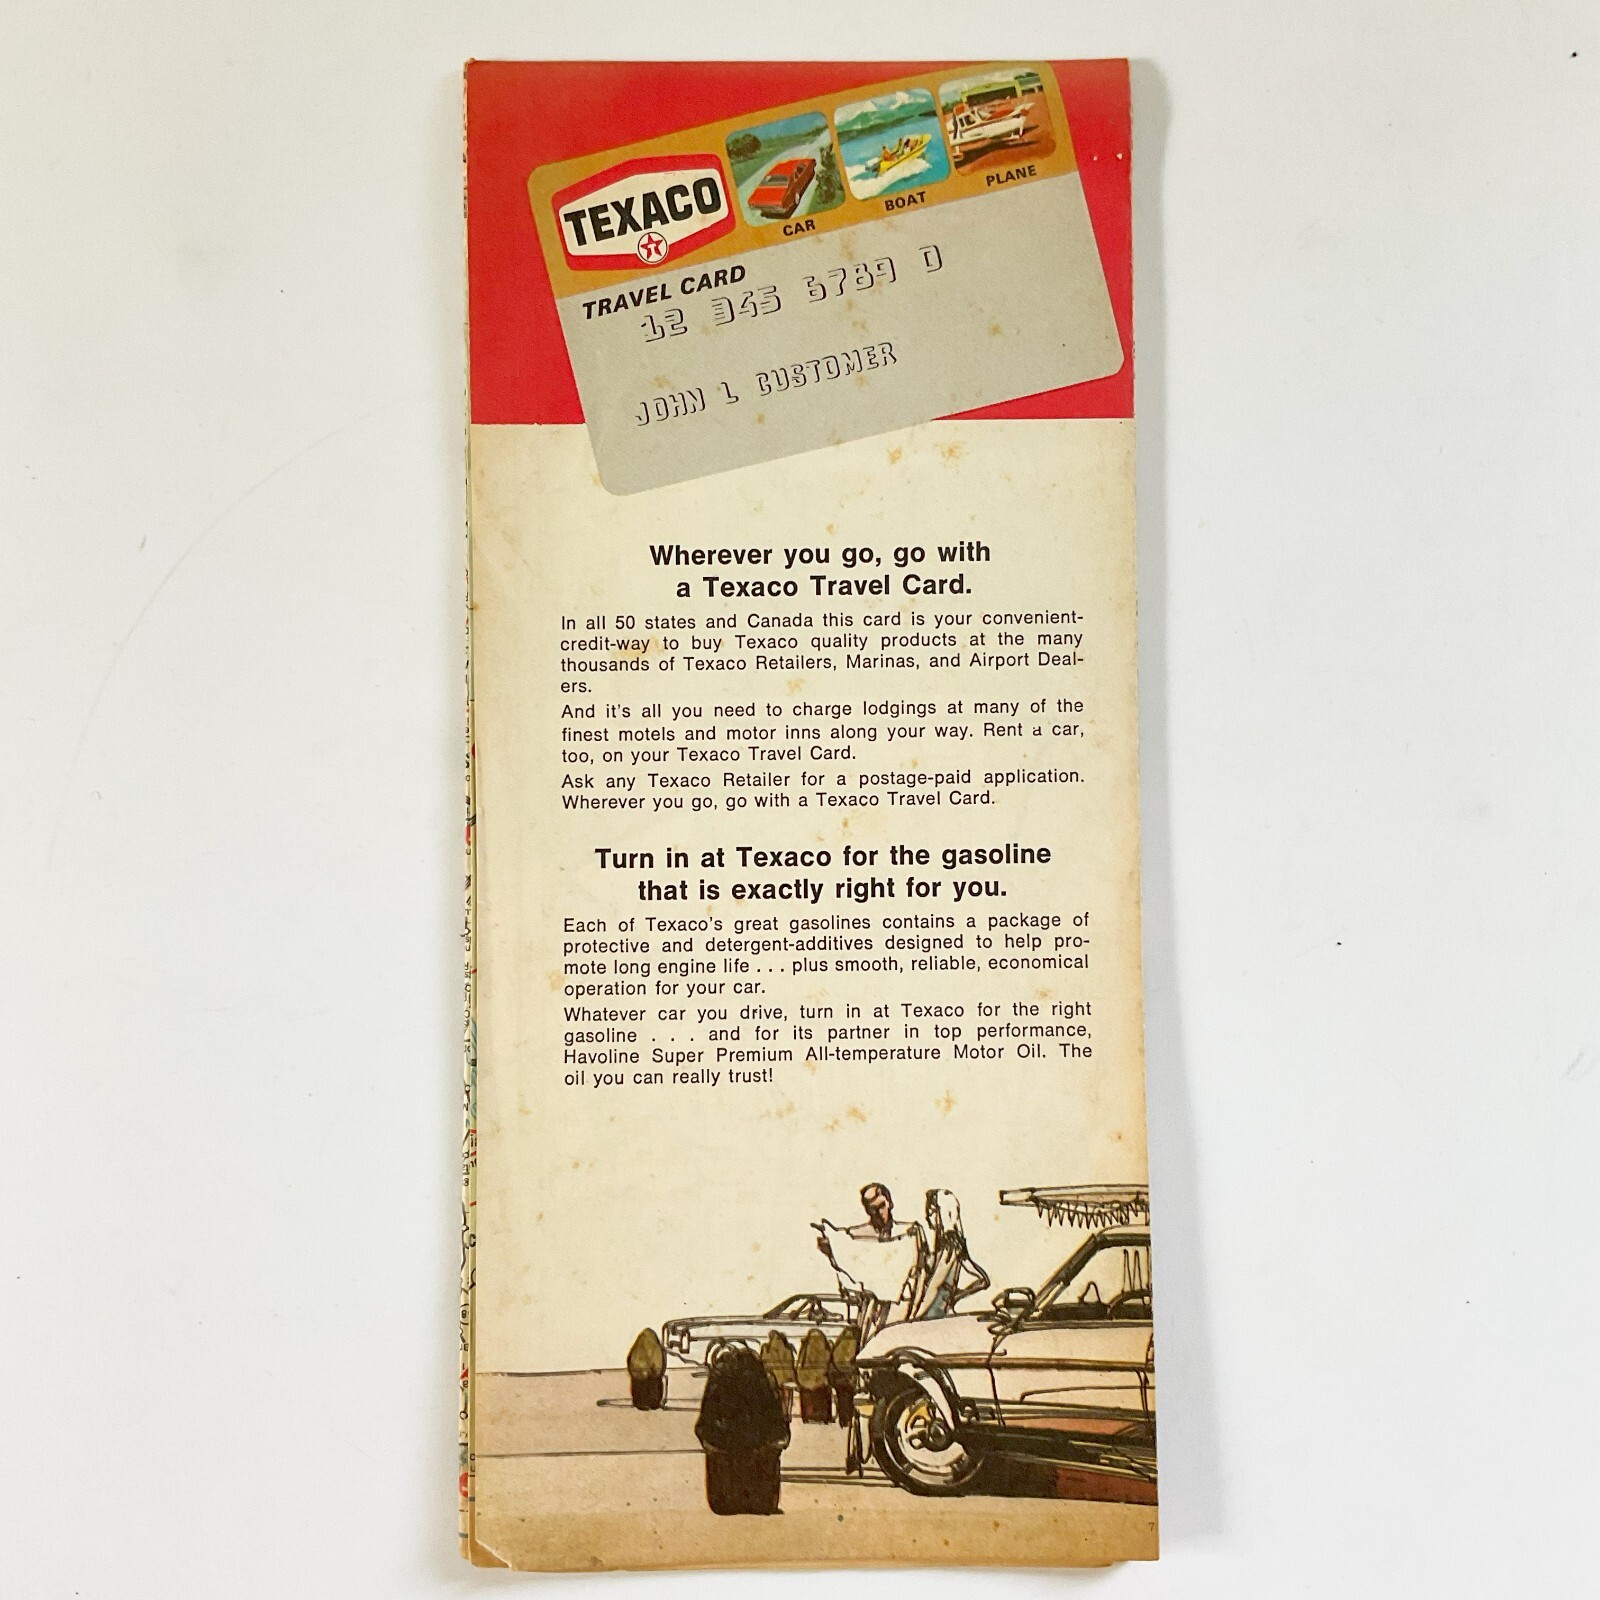 TEXACO
T
CAR
BOAT
PLANE
TRAVEL CARD
12 345 6789 0
JOHN L CUSTOMER
Wherever you go, go with
a Texaco Travel Card.
In all 50 states and Canada this card is your convenient-
credit-way to buy Texaco quality products at the many
thousands of Texaco Retailers, Marinas, and Airport Deal-
ers.
And it's all you need to charge lodgings at many of the
finest motels and motor inns along your way. Rent a car,
too, on your Texaco Travel Card.
Ask any Texaco Retailer for a postage-paid application.
Wherever you go, go with a Texaco Travel Card.
Turn in at Texaco for the gasoline
that is exactly right for you.
Each of Texaco's great gasolines contains a package of
protective and detergent-additives designed to help pro-
mote long engine life . . . plus smooth, reliable, economical
operation for your car.
Whatever car you drive, turn in at Texaco for the right
gasoline . . . and for its partner in top performance,
Havoline Super Premium All-temperature Motor Oil. The
oil you can really trust!
7